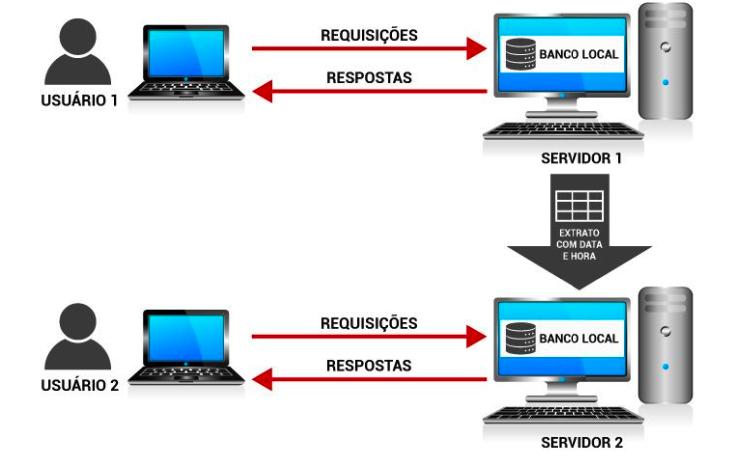 REQUISIÇÕES
BANCO LOCAL
RESPOSTAS
USUÁRIO 1
SERVIDOR 1
EXTRATO
COM DATA
E HORA
REQUISIÇÕES
BANCO LOCAL
RESPOSTAS
USUÁRIO 2
SERVIDOR 2